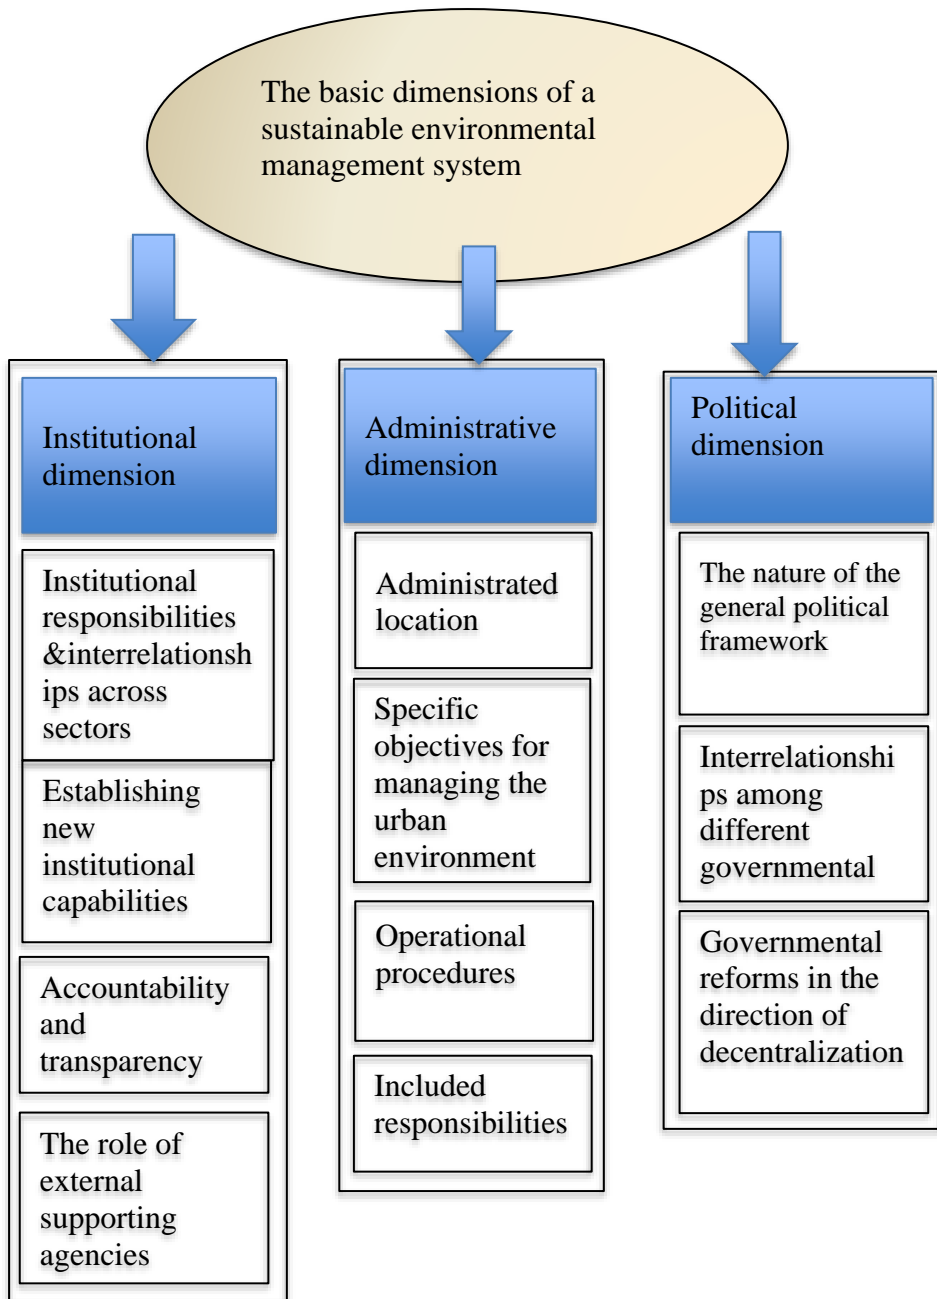 The basic dimensions of a
sustainable environmental
management system
Institutional
dimension
Institutional
responsibilities
&interrelationsh
ips across
sectors
Establishing
new
institutional
capabilities
Accountability
and
transparency
The role of
external
supporting
agencies
Administrative
dimension
Administrated
location
Specific
objectives for
managing the
urban
environment
Operational
procedures
Included
responsibilities
Political
dimension
The nature of the
general political
framework
Interrelationshi
ps among
different
governmental
Governmental
reforms in the
direction of
decentralization